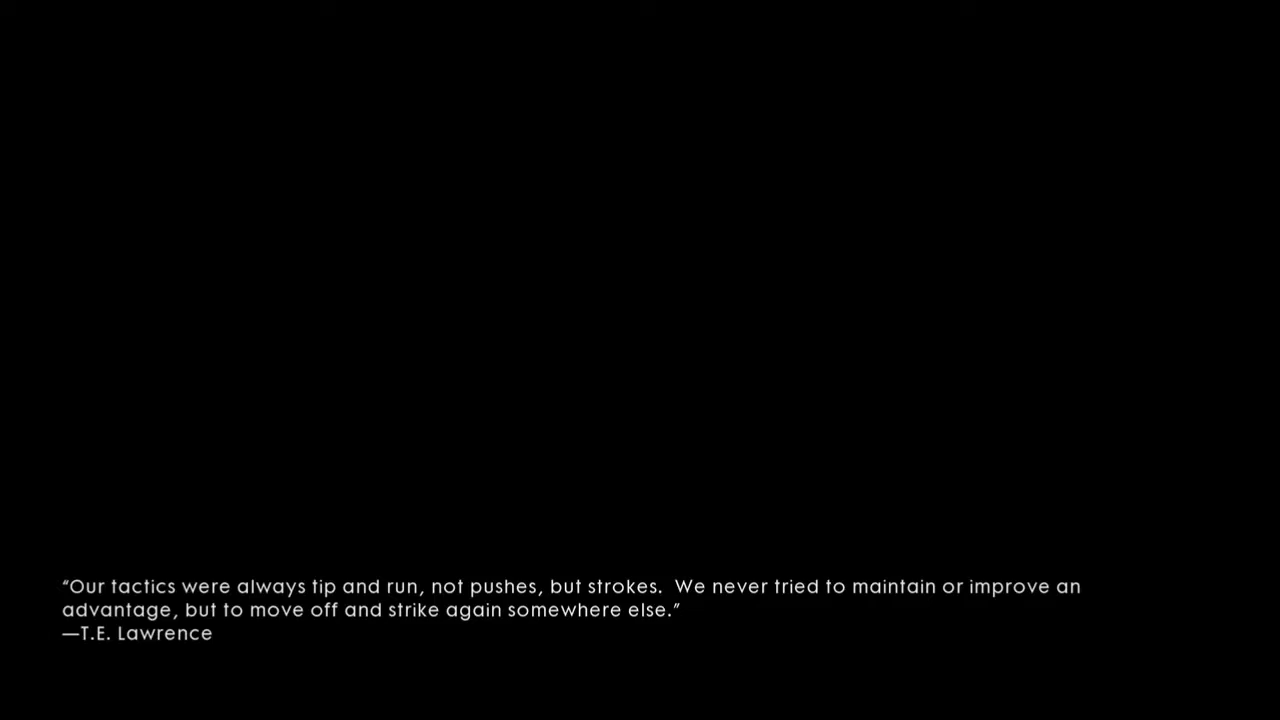 “Our tactics were always tip and run, not pushes, but strokes.  We never tried to maintain or improve an
advantage, but to move off and strike again somewhere else.”
—T.E. Lawrence